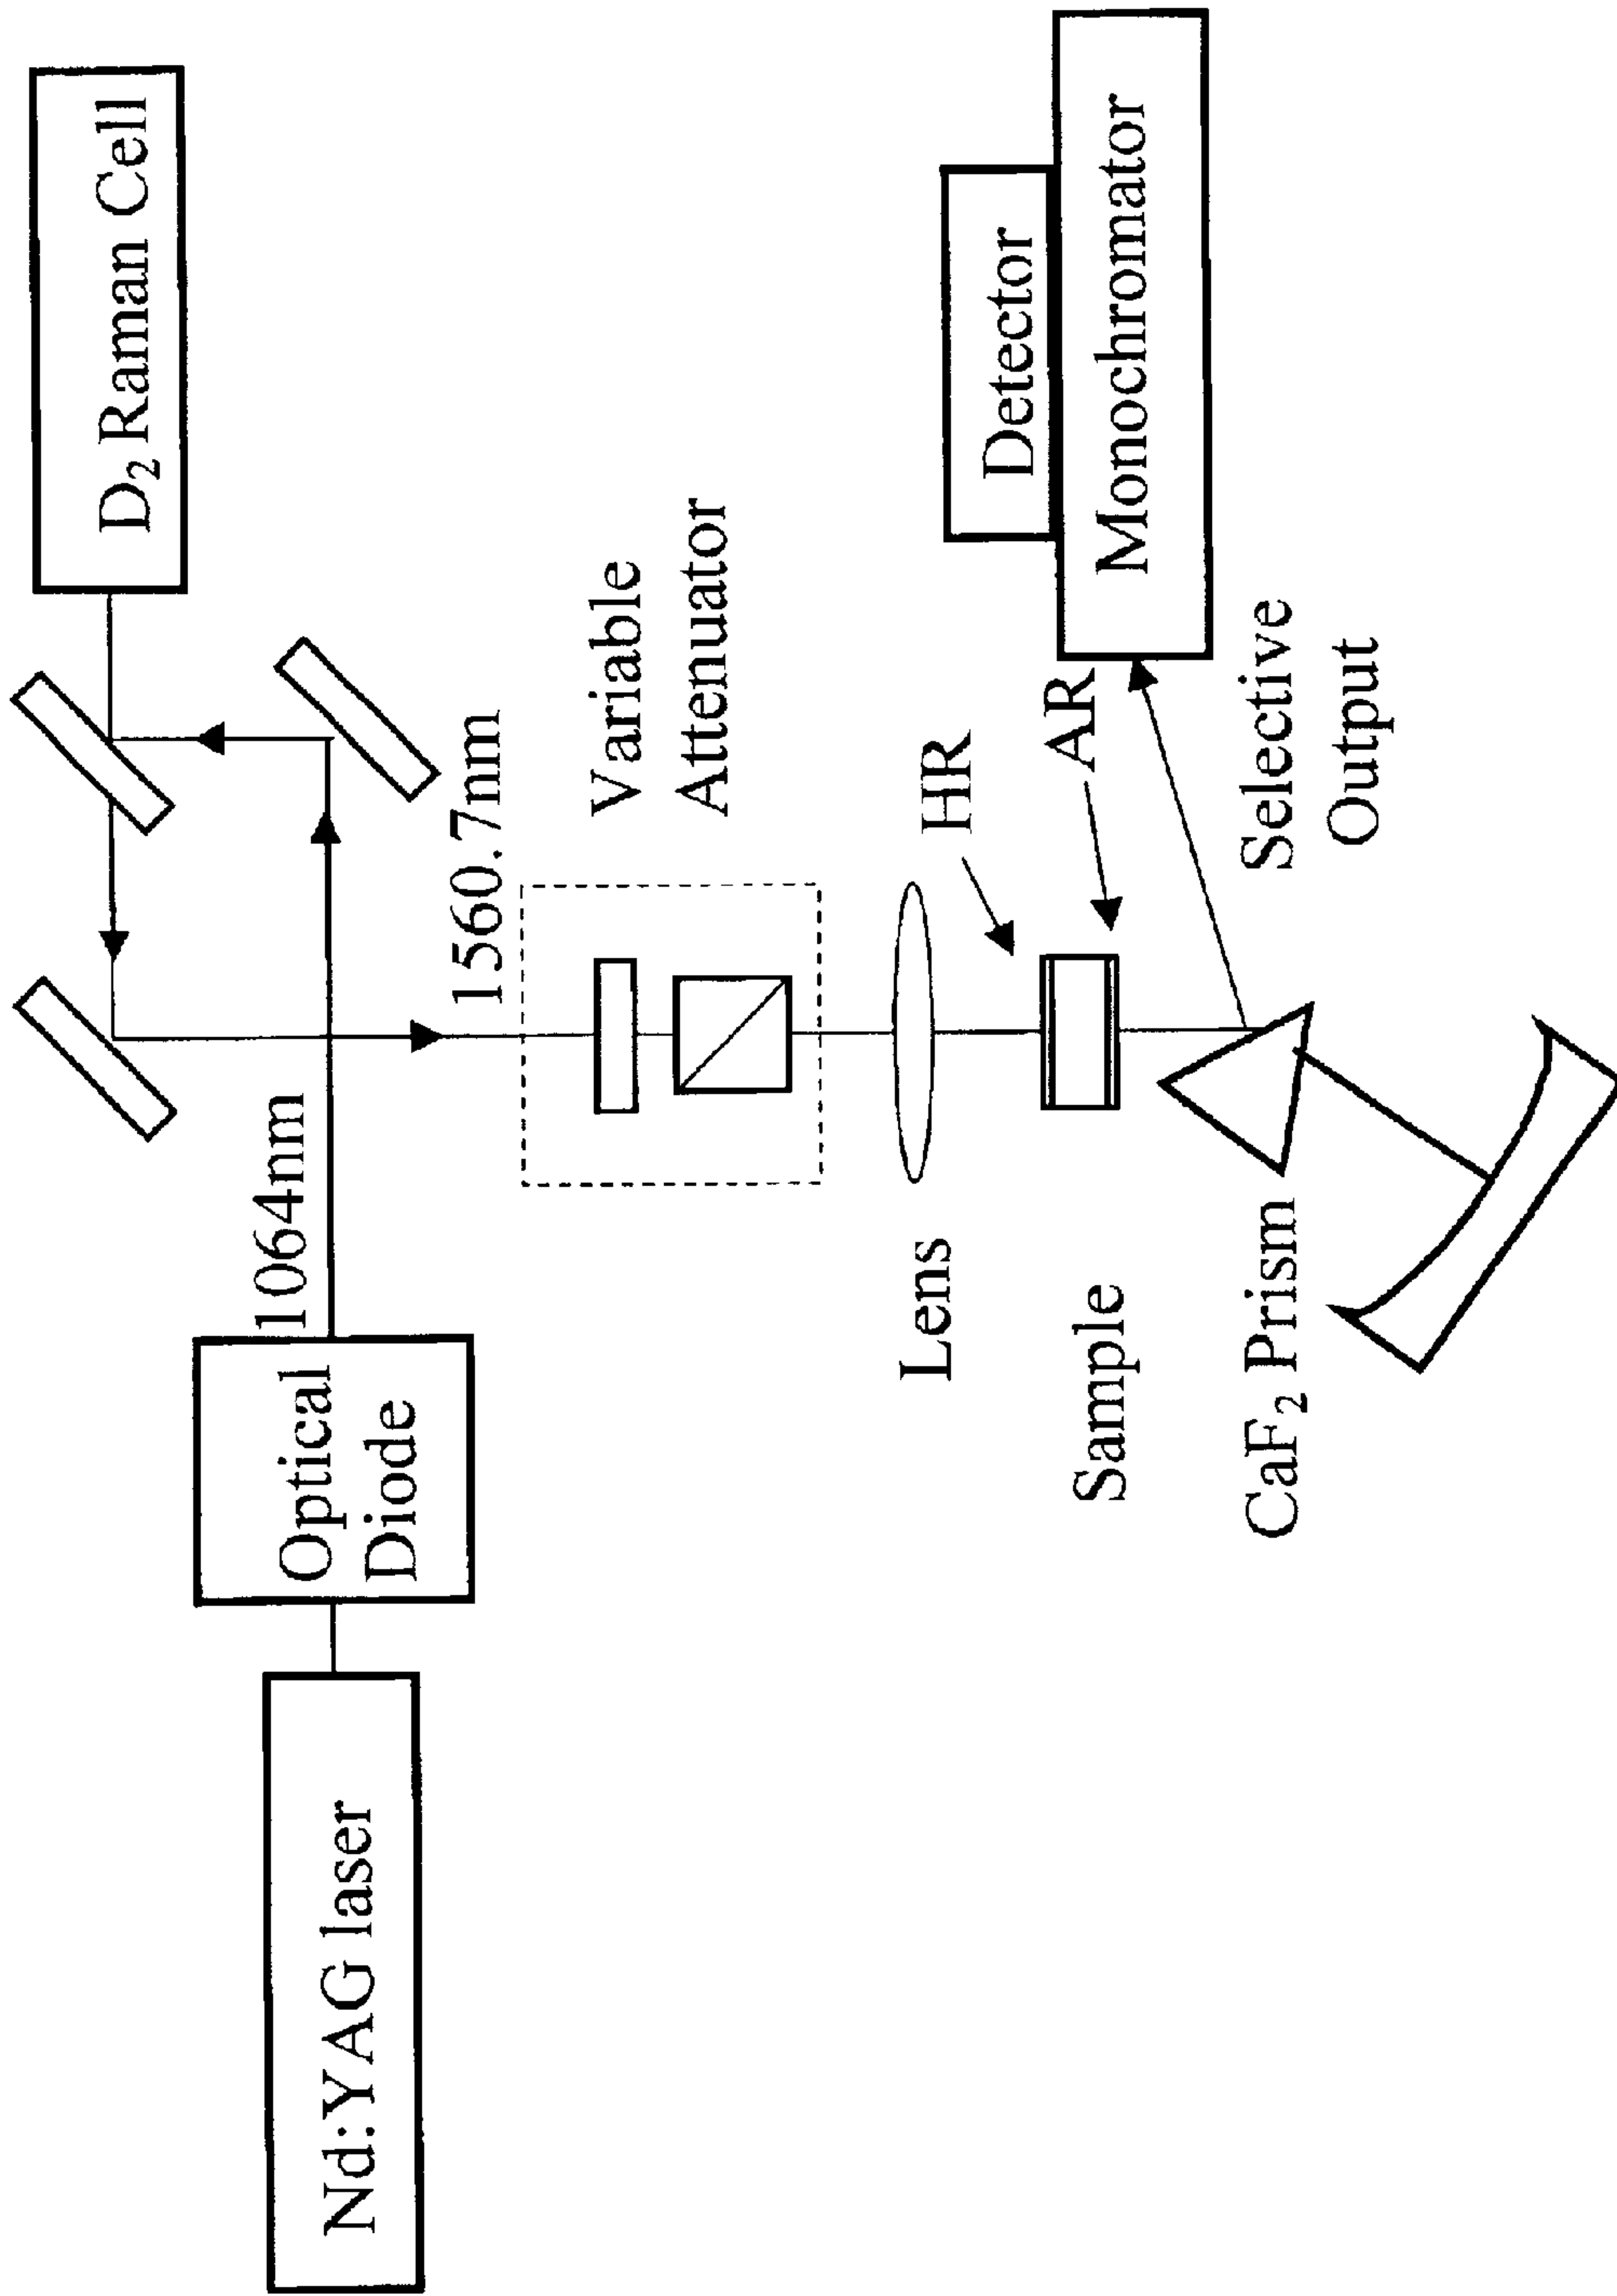 Nd:YAG laser
Optical
Diode
1064nm
D₂ Raman Cell
1560.7nm
Variable
Attenuator
Lens
HR
AR
Sample
Detector
Monochromator
CaF₂ Prism
Selective
Output